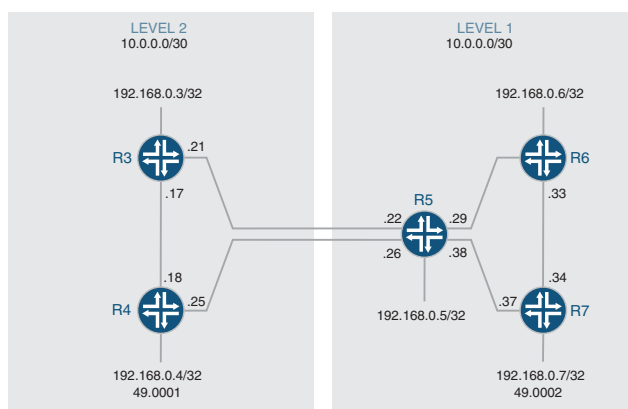 LEVEL 2
10.0.0.0/30
192.168.0.3/32
R3
.21
.17
.18
R4
.25
192.168.0.4/32
49.0001
LEVEL 1
10.0.0.0/30
192.168.0.6/32
R6
R5
.22
.29
.33
.26
.38
.34
.37
R7
192.168.0.5/32
192.168.0.7/32
49.0002